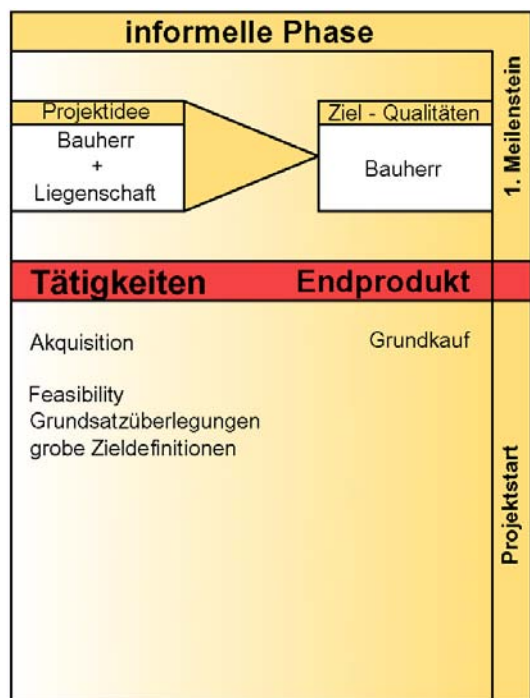 informelle Phase
1. Meilenstein
Projektidee
Bauherr
+
Liegenschaft
Ziel - Qualitäten
Bauherr
Tätigkeiten
Endprodukt
Akquisition
Grundkauf
Feasibility
Grundsatzüberlegungen
grobe Zieldefinitionen
Projektstart